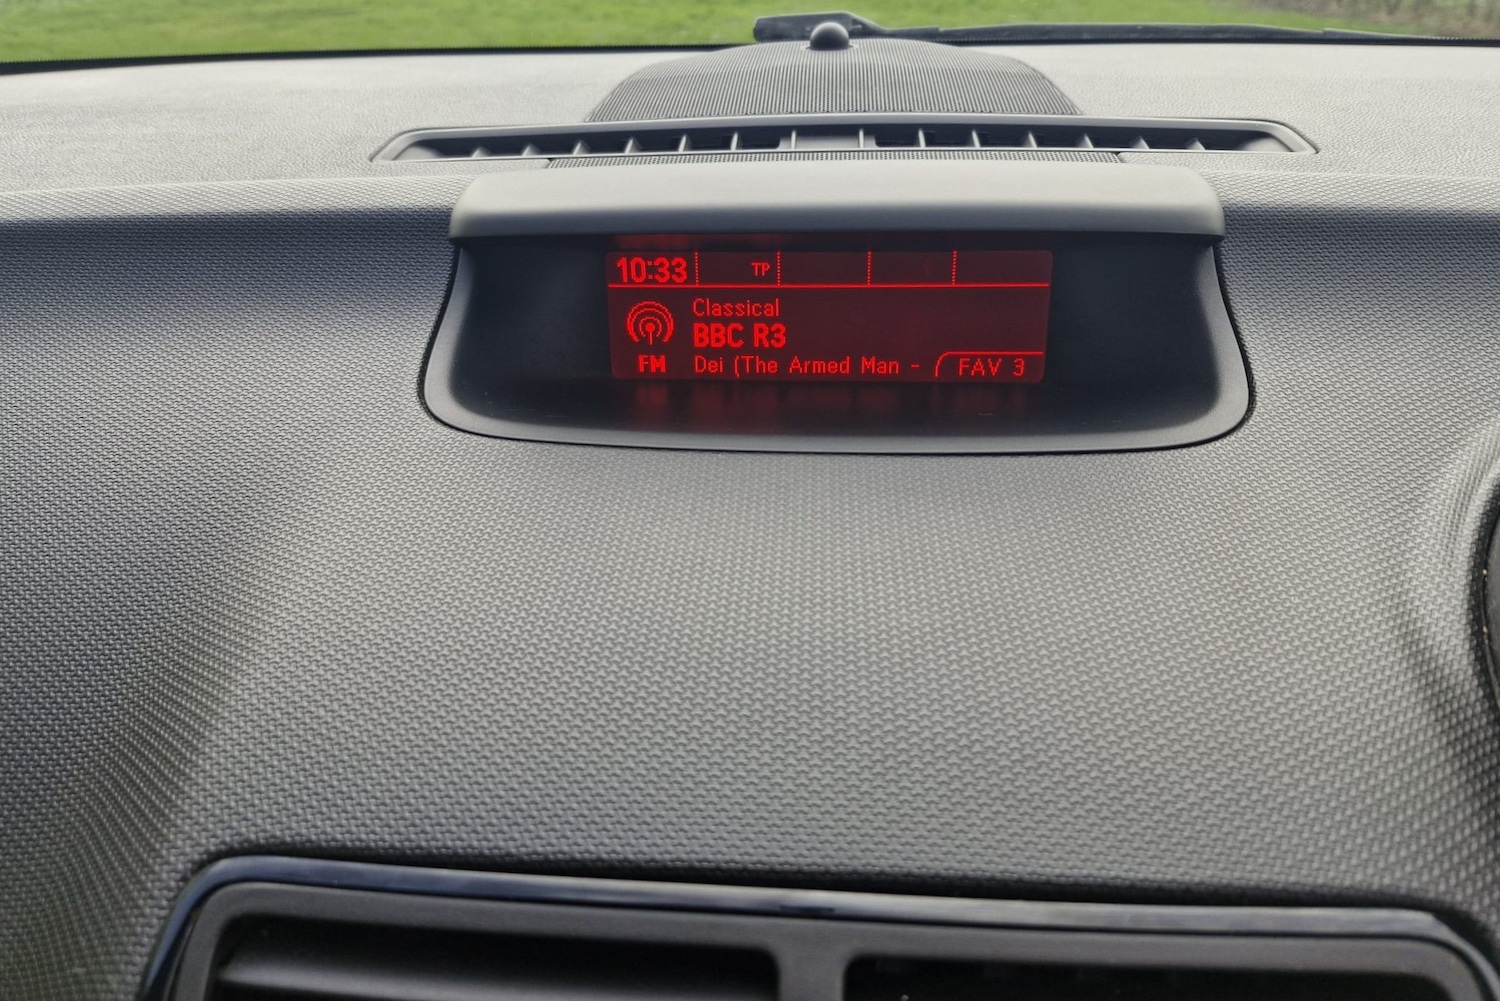 10:33 TP
Classical
BBC R3
FM Dei (The Armed Man - FAV 3